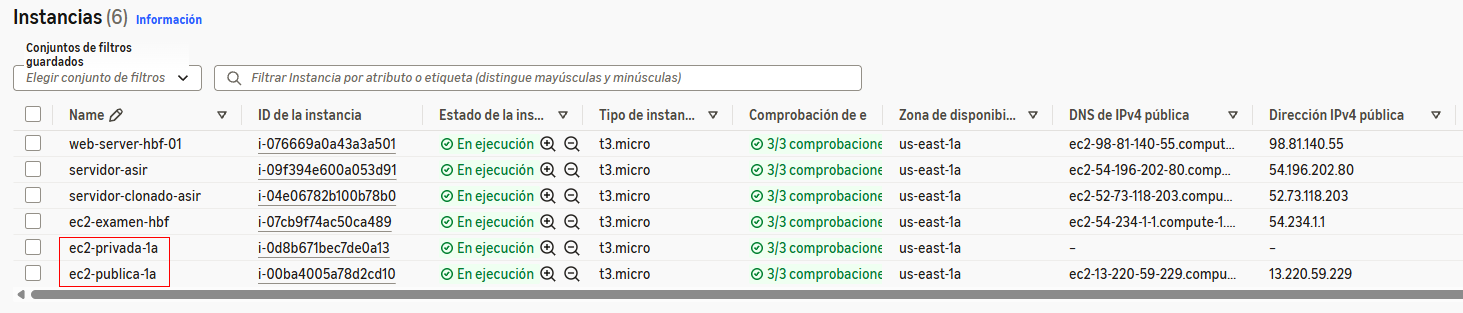 Instancias (6) Información
Conjuntos de filtros
guardados
Elegir conjunto de filtros
Filtrar Instancia por atributo o etiqueta (distingue mayúsculas y minúsculas)
Name ID de la instancia Estado de la ins... Tipo de instan... Comprobación de e Zona de disponibi... DNS de IPv4 pública Dirección IPv4 pública
web-server-hbf-01 i-076669a0a43a3a501 En ejecución t3.micro 3/3 comprobacione us-east-1a ec2-98-81-140-55.comput... 98.81.140.55
servidor-asir i-09f394e600a053d91 En ejecución t3.micro 3/3 comprobacione us-east-1a ec2-54-196-202-80.comp... 54.196.202.80
servidor-clonado-asir i-04e06782b100b78b0 En ejecución t3.micro 3/3 comprobacione us-east-1a ec2-52-73-118-203.compu... 52.73.118.203
ec2-examen-hbf i-07cb9f74ac50ca489 En ejecución t3.micro 3/3 comprobacione us-east-1a ec2-54-234-1-1.compute-1.... 54.234.1.1
ec2-privada-1a i-0d8b671bec7de0a13 En ejecución t3.micro 3/3 comprobacione us-east-1a – –
ec2-publica-1a i-00ba4005a78d2cd10 En ejecución t3.micro 3/3 comprobacione us-east-1a ec2-13-220-59-229.compu... 13.220.59.229